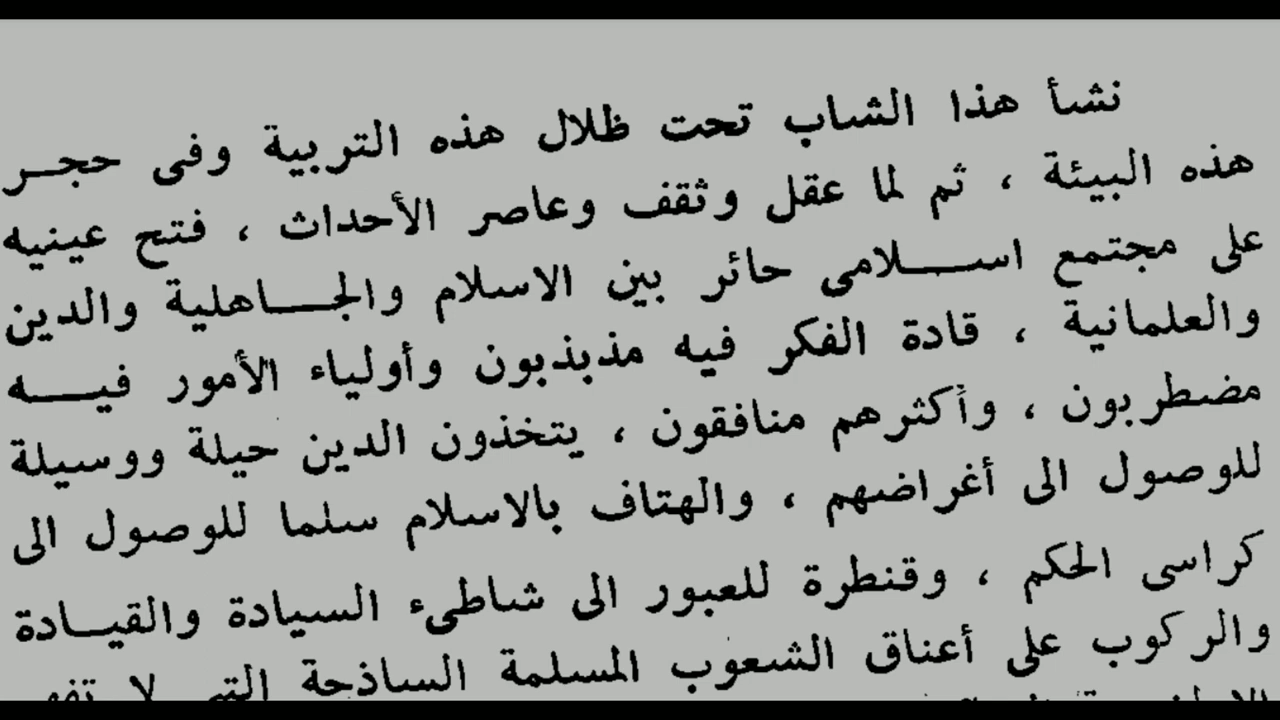 نشأ هذا الشاب تحت ظلال هذه التربية وفى حجر
هذه البيئة ، ثم لما عقل وثقف وعاصر الأحداث ، فتح عينيه
على مجتمع اسلامى حائر بين الاسلام والجاهلية والدين
والعلمانية ، قادة الفكر فيه مذبذبون وأولياء الأمور فيه
مضطربون ، وأكثرهم منافقون ، يتخذون الدين حيلة ووسيلة
للوصول الى أغراضهم ، والهتاف بالاسلام سلما للوصول الى
كراسى الحكم ، وقنطرة للعبور الى شاطىء السيادة والقيادة
والركوب على أعناق الشعوب المسلمة الساذجة التى لا